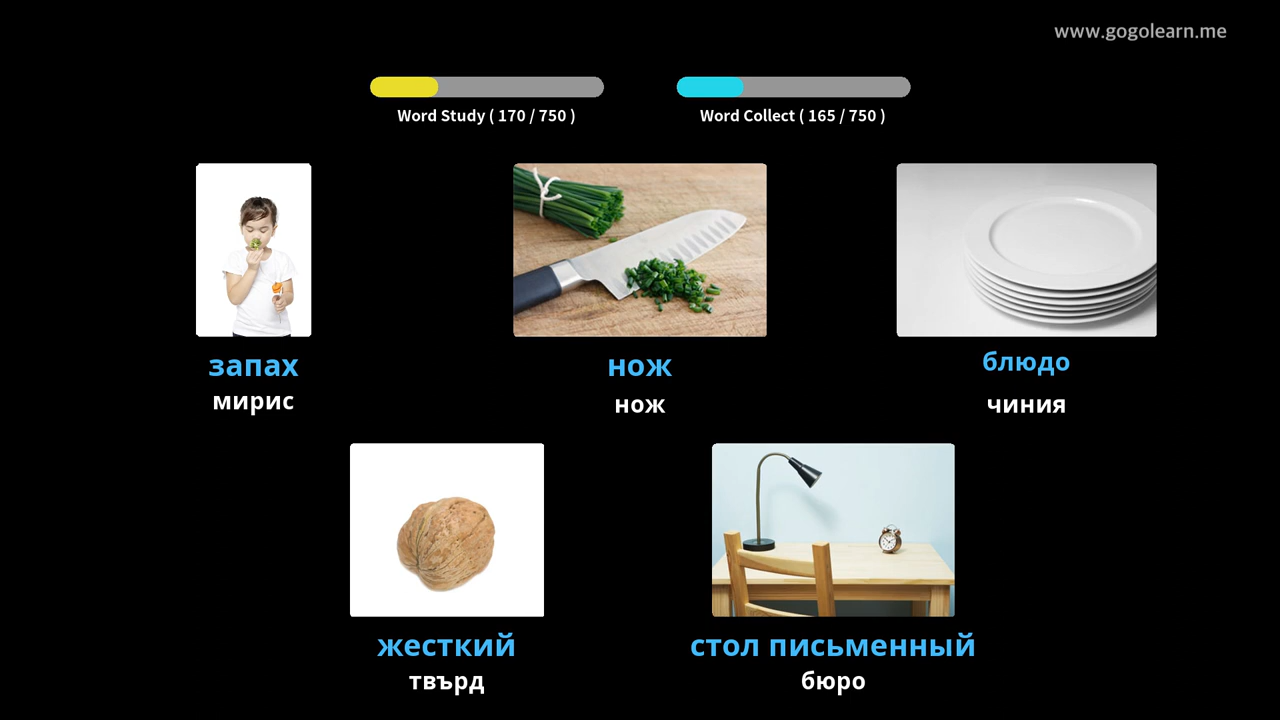 www.gogolearn.me
Word Study ( 170 / 750 )
Word Collect ( 165 / 750 )
запах
мирис
нож
нож
блюдо
чиния
жесткий
твърд
стол письменный
бюро